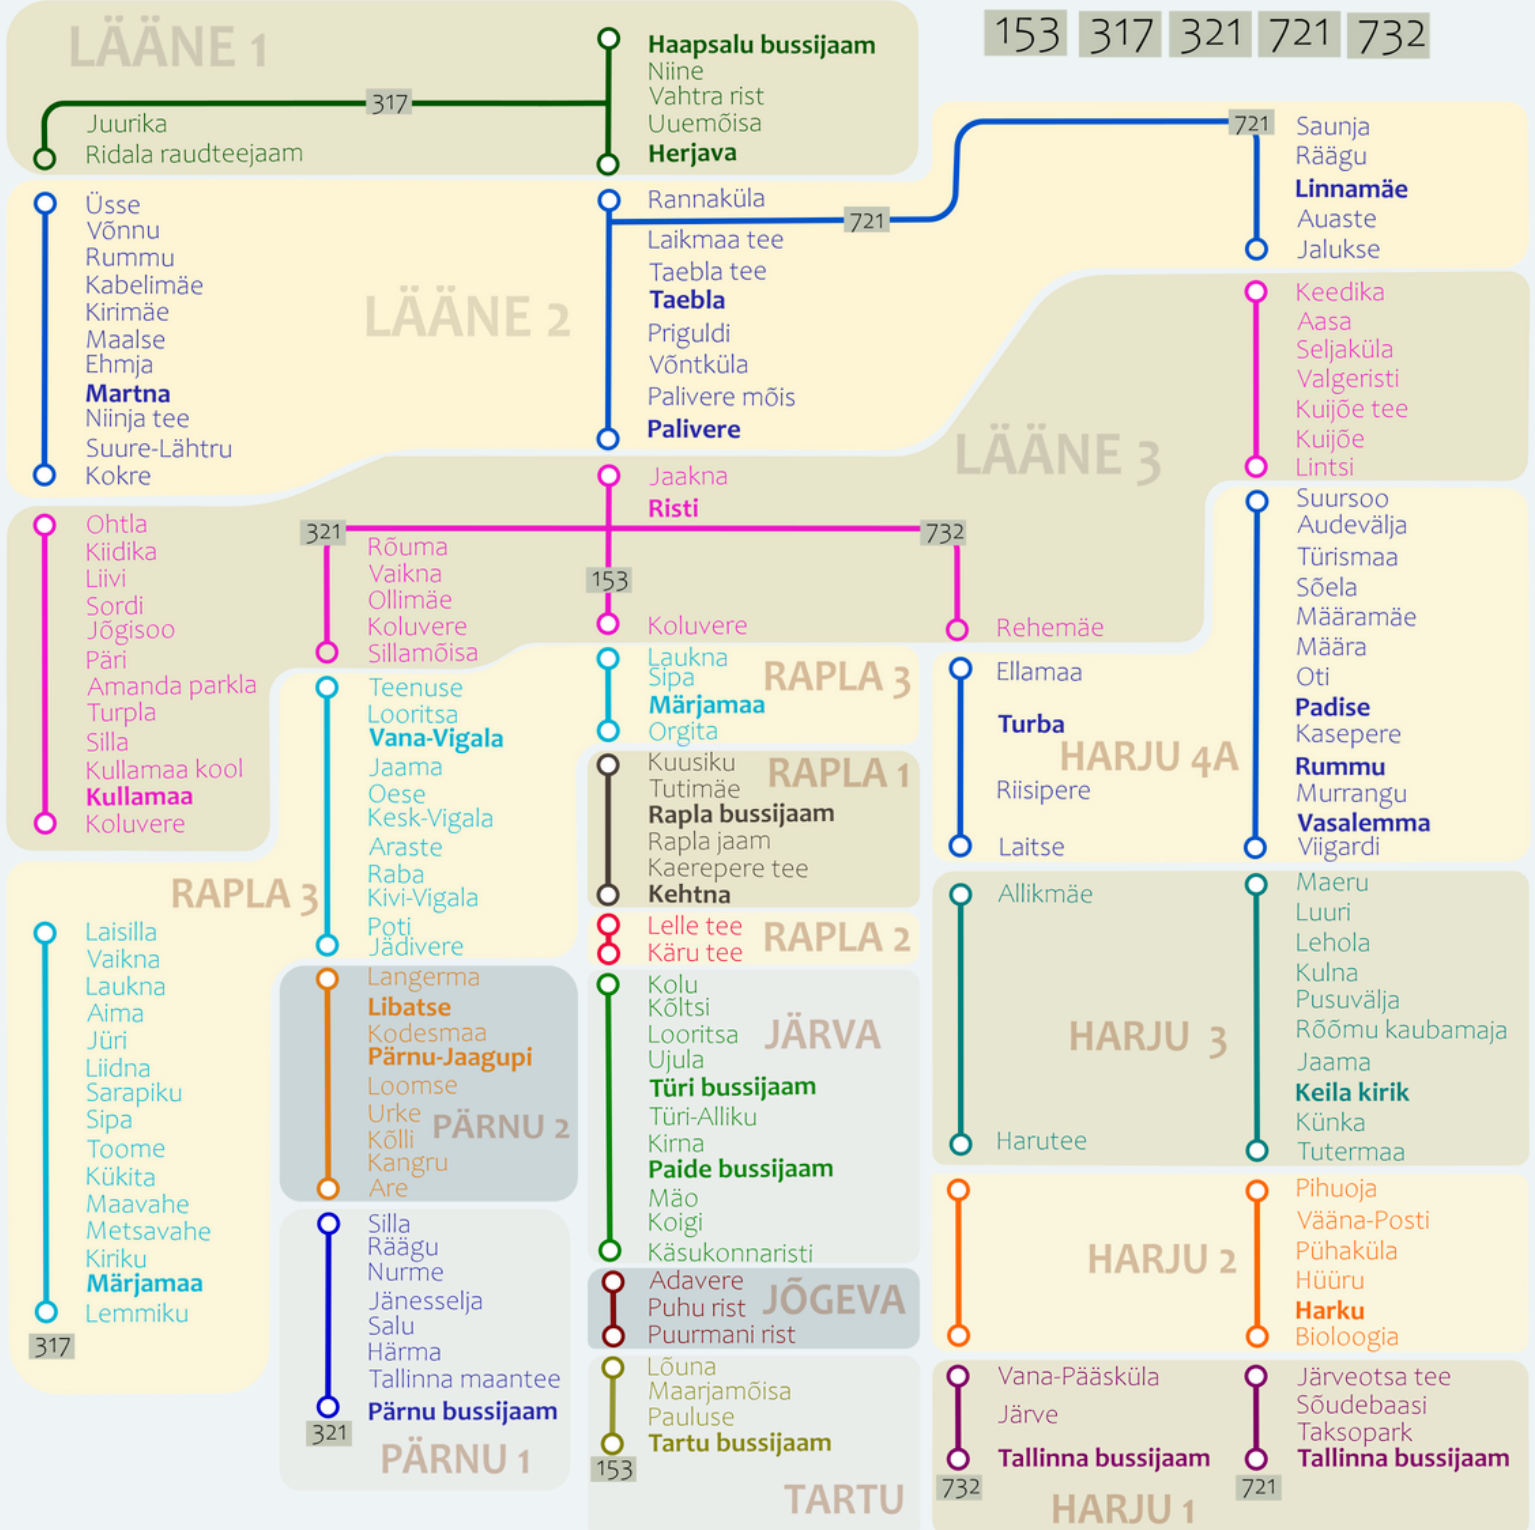 153 317 321 721 732
LÄÄNE 1
Haapsalu bussijaam
Niine
Vahtra rist
Uuemõisa
Herjava
317
Juurika
Ridala raudteejaam
721
Saunja
Räägu
Linnamäe
Auaste
Jalukse
Üsse
Võnnu
Rummu
Kabelimäe
Kirimäe
Maalse
Ehmja
Martna
Niinja tee
Suure-Lähtru
Kokre
LÄÄNE 2
Rannaküla
721
Laikmaa tee
Taebla tee
Taebla
Priguldi
Võntküla
Palivere mõis
Palivere
LÄÄNE 3
Keedika
Aasa
Seljaküla
Valgeristi
Kuijõe tee
Kuijõe
Lintsi
Jaakna
Risti
321
153
732
Ohtla
Kiidika
Liivi
Sordi
Jõgisoo
Päri
Amanda parkla
Turpla
Silla
Kullamaa kool
Kullamaa
Koluvere
Rõuma
Vaikna
Ollimäe
Koluvere
Sillamõisa
Koluvere
Rehemäe
Suursoo
Audevälja
Türismaa
Sõela
Määramäe
Määra
Oti
Padise
Kasepere
Rummu
Murrangu
Vasalemma
Viigardi
Ellamaa
Turba
Riisipere
Laitse
HARJU 4A
Teenuse
Looritsa
Vana-Vigala
Jaama
Oese
Kesk-Vigala
Araste
Raba
Kivi-Vigala
Poti
Jädivere
Laukna
Sipa
Märjamaa
Orgita
RAPLA 3
Kuusiku
Tutimäe
Rapla bussijaam
Rapla jaam
Kaerepere tee
Kehtna
RAPLA 1
Lelle tee
Käru tee
RAPLA 2
RAPLA 3
Laisilla
Vaikna
Laukna
Aima
Jüri
Liidna
Sarapiku
Sipa
Toome
Kükita
Maavahe
Metsavahe
Kiriku
Märjamaa
Lemmiku
317
Langerma
Libatse
Kodesmaa
Pärnu-Jaagupi
Loomse
Urke
Kõlli
Kangru
Are
PÄRNU 2
Silla
Räägu
Nurme
Jänesselja
Salu
Härma
Tallinna maantee
Pärnu bussijaam
321
PÄRNU 1
Kolu
Kõltsi
Looritsa
Ujula
Türi bussijaam
Türi-Alliku
Kirna
Paide bussijaam
Mäo
Koigi
Käsukonnaristi
JÄRVA
Adavere
Puhu rist
Puurmani rist
JÕGEVA
Lõuna
Maarjamõisa
Pauluse
Tartu bussijaam
153
TARTU
Allikmäe
Harutee
HARJU 3
Maeru
Luuri
Lehola
Kulna
Pusuvälja
Rõõmu kaubamaja
Jaama
Keila kirik
Künka
Tutermaa
HARJU 2
Pihuoja
Vääna-Posti
Pühaküla
Hüüru
Harku
Bioloogia
Vana-Pääsküla
Järve
Tallinna bussijaam
732
Järveotsa tee
Sõudebaasi
Taksopark
Tallinna bussijaam
721
HARJU 1